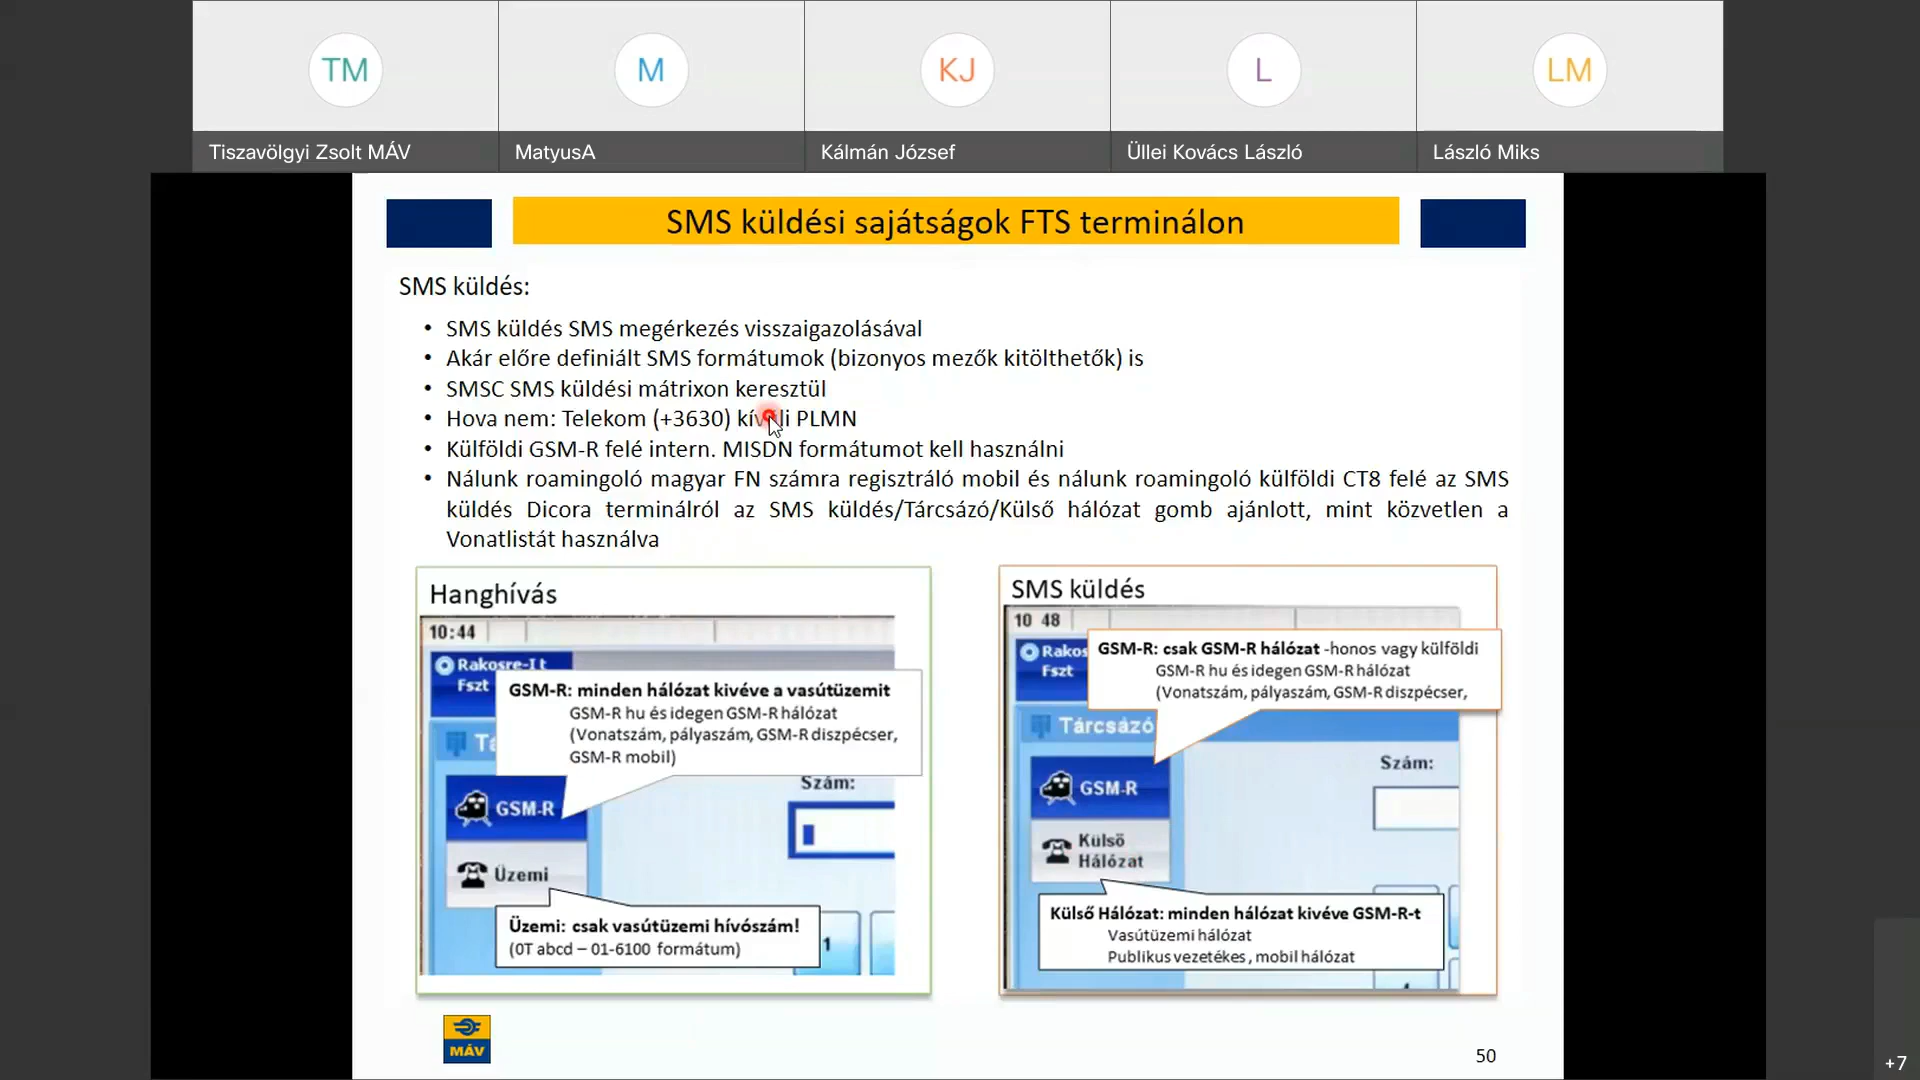 TM
M
KJ
L
LM
Tiszavölgyi Zsolt MÁV
MatyusA
Kálmán József
Üllei Kovács László
László Miks
SMS küldési sajátságok FTS terminálon
SMS küldés:
• SMS küldés SMS megérkezés visszaigazolásával
• Akár előre definiált SMS formátumok (bizonyos mezők kitölthetők) is
• SMSC SMS küldési mátrixon keresztül
• Hova nem: Telekom (+3630) kívüli PLMN
• Külföldi GSM-R felé intern. MISDN formátumot kell használni
• Nálunk roamingoló magyar FN számra regisztráló mobil és nálunk roamingoló külföldi CT8 felé az SMS
küldés Dicora terminálról az SMS küldés/Tárcsázó/Külső hálózat gomb ajánlott, mint közvetlen a
Vonatlistát használva
Hanghívás
10:44
Rakosre-I t
Fszt
GSM-R: minden hálózat kivéve a vasútüzemit
GSM-R hu és idegen GSM-R hálózat
(Vonatszám, pályaszám, GSM-R diszpécser,
GSM-R mobil)
Szám:
GSM-R
Üzemi
Üzemi: csak vasútüzemi hívószám!
(0T abcd – 01-6100 formátum)
1
SMS küldés
10 48
Rakos
Fszt
GSM-R: csak GSM-R hálózat -honos vagy külföldi
GSM-R hu és idegen GSM-R hálózat
(Vonatszám, pályaszám, GSM-R diszpécser,
Tárcsázó
Szám:
GSM-R
Külsö
Hálózat
Külső Hálózat: minden hálózat kivéve GSM-R-t
Vasútüzemi hálózat
Publikus vezetékes, mobil hálózat
MÁV
50
+7